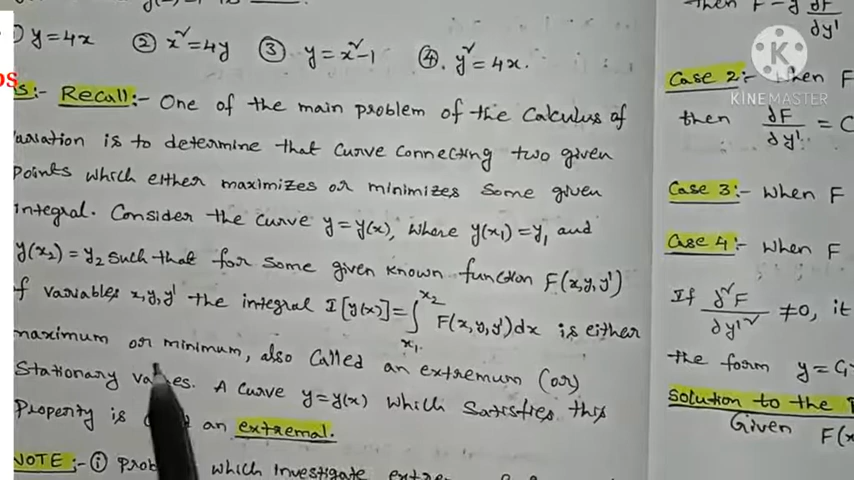 ① y=4x ② x²=4y ③ y=x²-1 ④. y²=4x.
s:- Recall:- One of the main problem of the Calculus of
variation is to determine that curve connecting two given
points which either maximizes or minimizes some given
integral. Consider the curve y=y(x), where y(x₁)=y₁ and
y(x₂)=y₂ such that for some given known function F(x,y,y')
f variables x,y,y' the integral I[y(x)]=∫ₓ₁ˣ² F(x,y,y')dx is either
maximum or minimum, also called an extremum (or)
Stationary values. A curve y=y(x) which satisfies this
Property is an extremal.
NOTE:- ⓘ which investigate
then F-y' ∂F/∂y'
Case 2:- when F
then ∂F/∂y' = C
Case 3:- when F
Case 4:- when F
If ∂²F/∂y'² ≠0, it
the form y=C₁
Solution to the
Given F(x
KINEMASTER
os